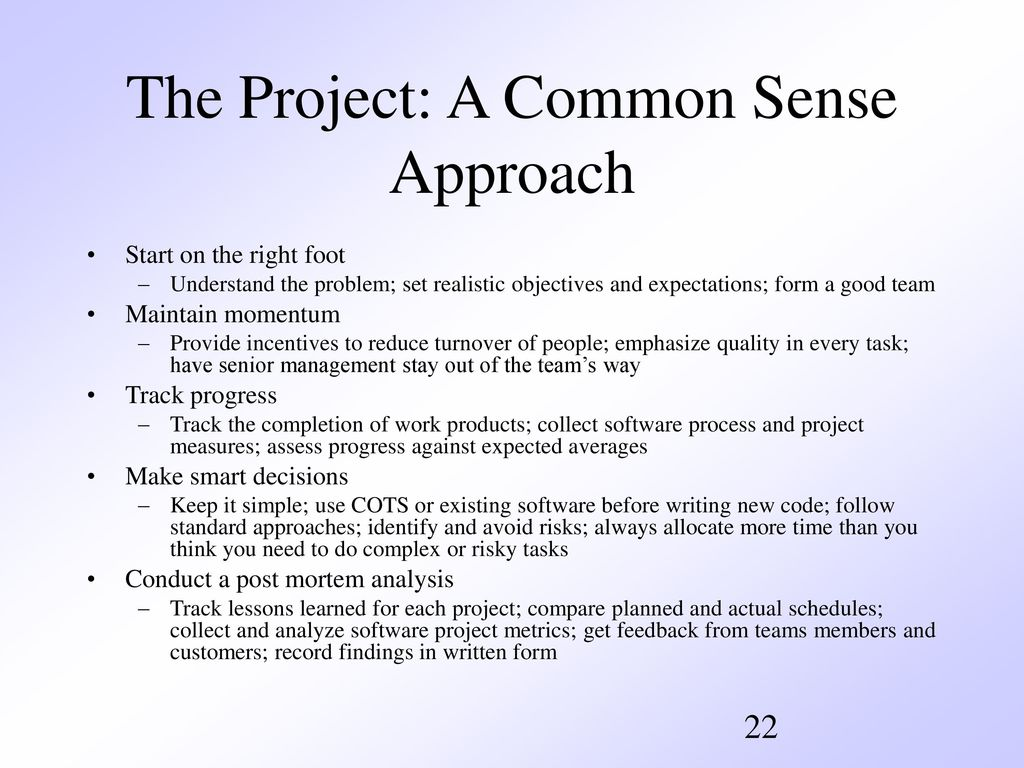 The Project: A Common Sense
Approach
• Start on the right foot
– Understand the problem; set realistic objectives and expectations; form a good team
• Maintain momentum
– Provide incentives to reduce turnover of people; emphasize quality in every task;
have senior management stay out of the team’s way
• Track progress
– Track the completion of work products; collect software process and project
measures; assess progress against expected averages
• Make smart decisions
– Keep it simple; use COTS or existing software before writing new code; follow
standard approaches; identify and avoid risks; always allocate more time than you
think you need to do complex or risky tasks
• Conduct a post mortem analysis
– Track lessons learned for each project; compare planned and actual schedules;
collect and analyze software project metrics; get feedback from teams members and
customers; record findings in written form
22